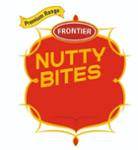 Premium Range
FRONTIER
NUTTY
BITES